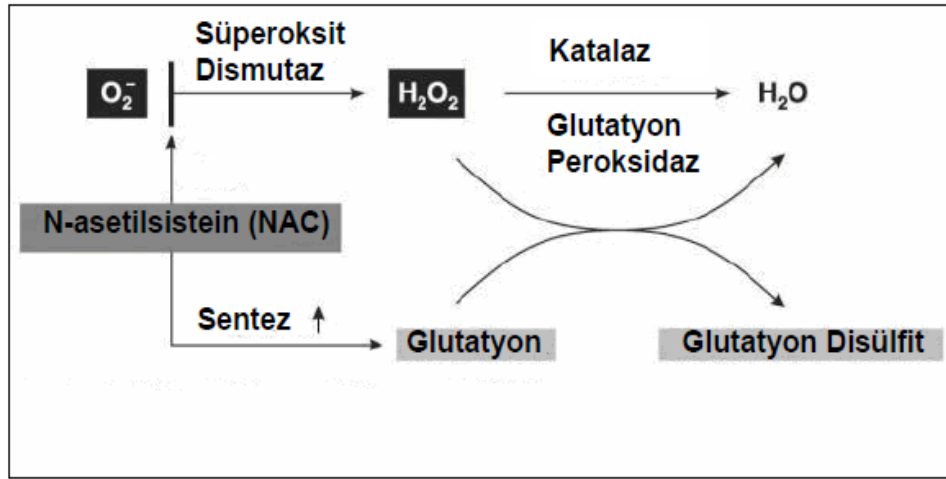 Süperoksit
Dismutaz
Katalaz
O₂⁻
H₂O₂
H₂O
Glutatyon
Peroksidaz
N-asetilsistein (NAC)
Sentez
Glutatyon
Glutatyon Disülfit